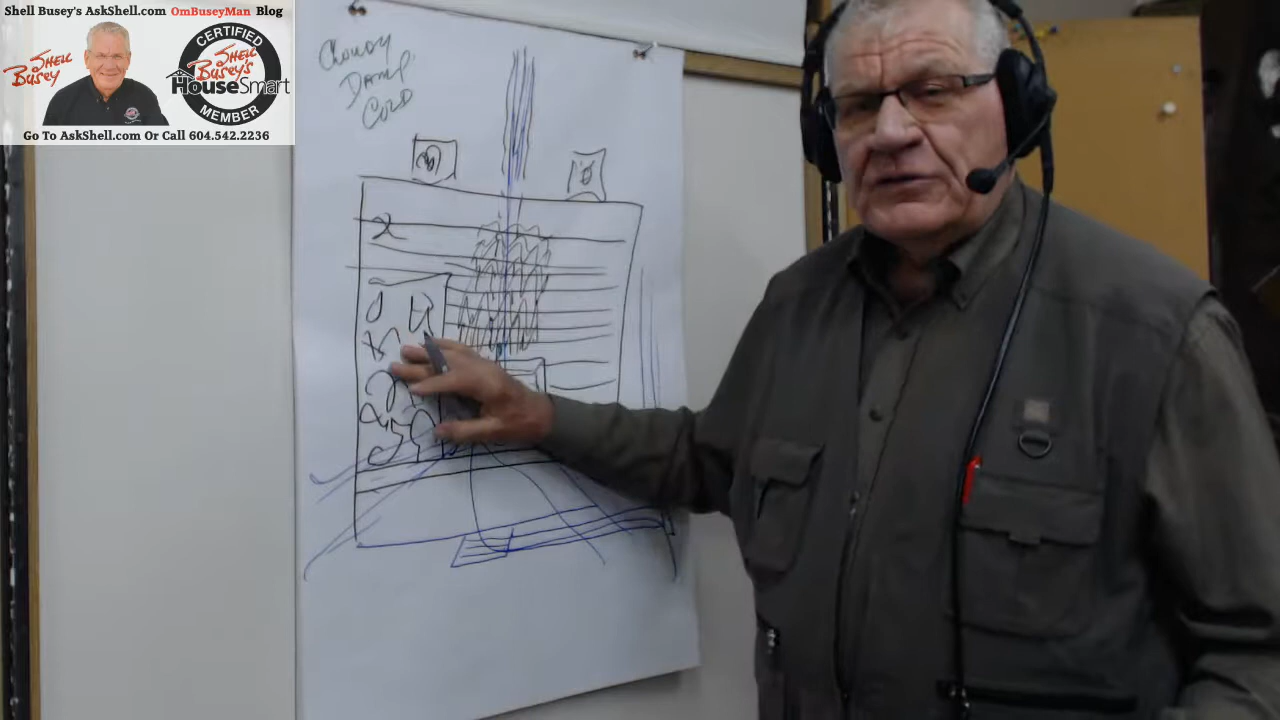 Shell Busey's AskShell.com OmBuseyMan Blog
SHELL
BUSEY
CERTIFIED
SHELL
BUSEY'S
HouseSmart
MEMBER
Go To AskShell.com Or Call 604.542.2236
Cloudy
Damp
Cold